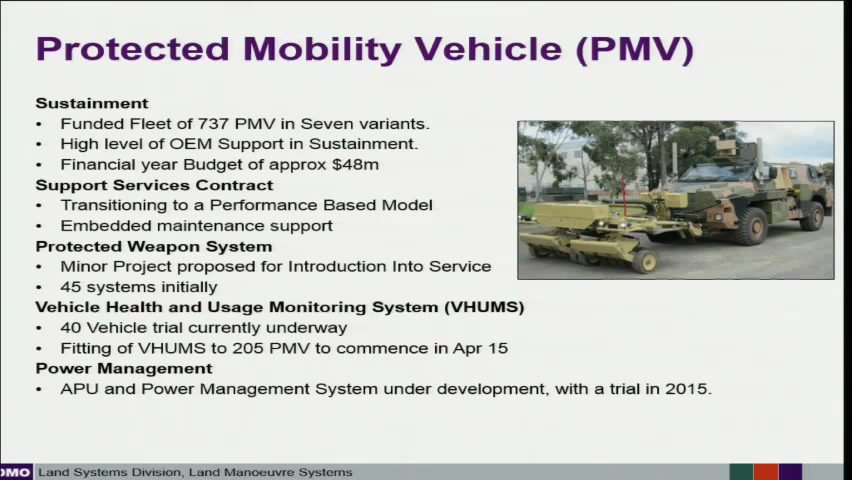 Protected Mobility Vehicle (PMV)
Sustainment
• Funded Fleet of 737 PMV in Seven variants.
• High level of OEM Support in Sustainment.
• Financial year Budget of approx $48m
Support Services Contract
• Transitioning to a Performance Based Model
• Embedded maintenance support
Protected Weapon System
• Minor Project proposed for Introduction Into Service
• 45 systems initially
Vehicle Health and Usage Monitoring System (VHUMS)
• 40 Vehicle trial currently underway
• Fitting of VHUMS to 205 PMV to commence in Apr 15
Power Management
• APU and Power Management System under development, with a trial in 2015.
DMO Land Systems Division, Land Manoeuvre Systems